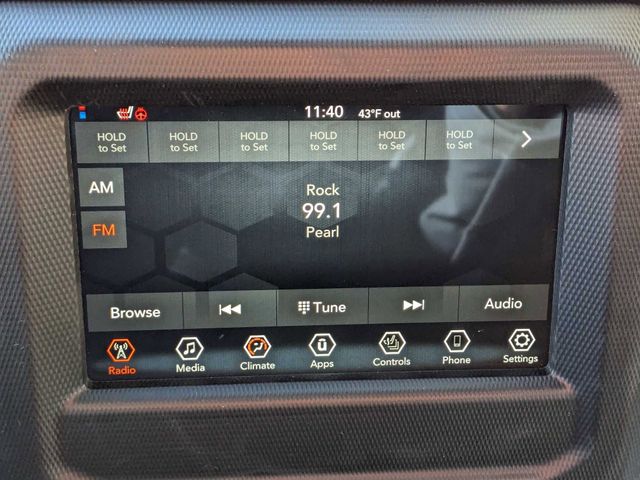 11:40 43°F out
HOLD to Set HOLD to Set HOLD to Set HOLD to Set HOLD to Set HOLD to Set
AM
FM
Rock
99.1
Pearl
Browse Tune Audio
Radio Media Climate Apps Controls Phone Settings